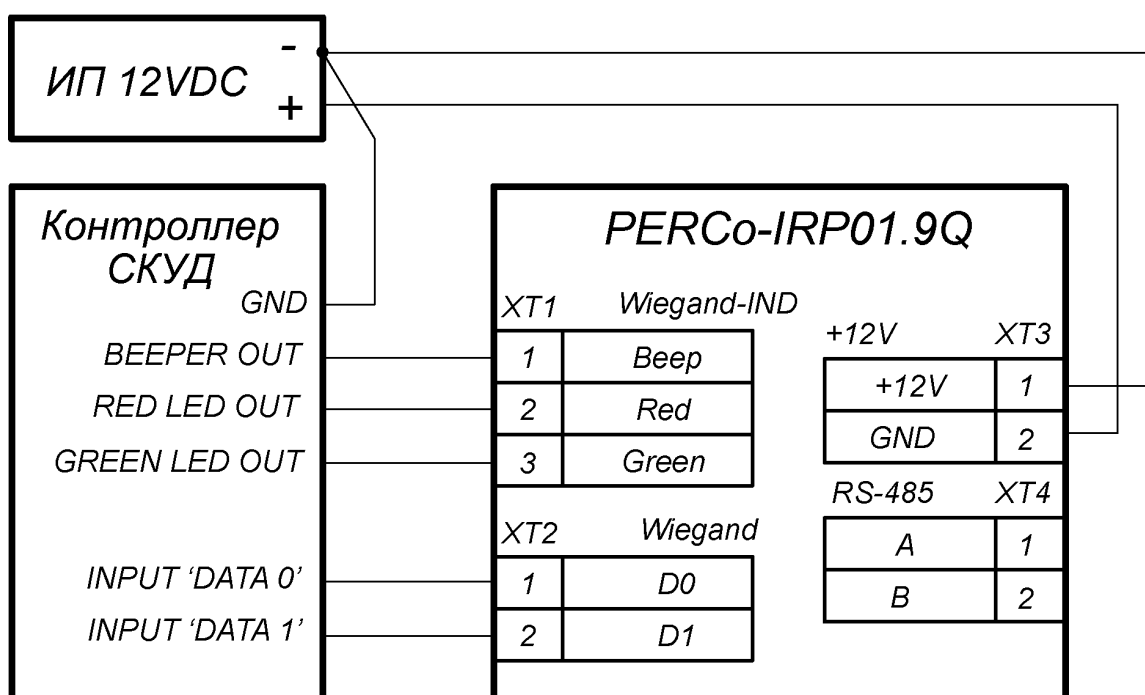 -
ИП 12VDC
+
Контроллер
СКУД
GND
BEEPER OUT
RED LED OUT
GREEN LED OUT
INPUT ‘DATA 0’
INPUT ‘DATA 1’
PERCo-IRP01.9Q
XT1 Wiegand-IND
1 Beep
2 Red
3 Green
XT2 Wiegand
1 D0
2 D1
+12V XT3
+12V 1
GND 2
RS-485 XT4
A 1
B 2